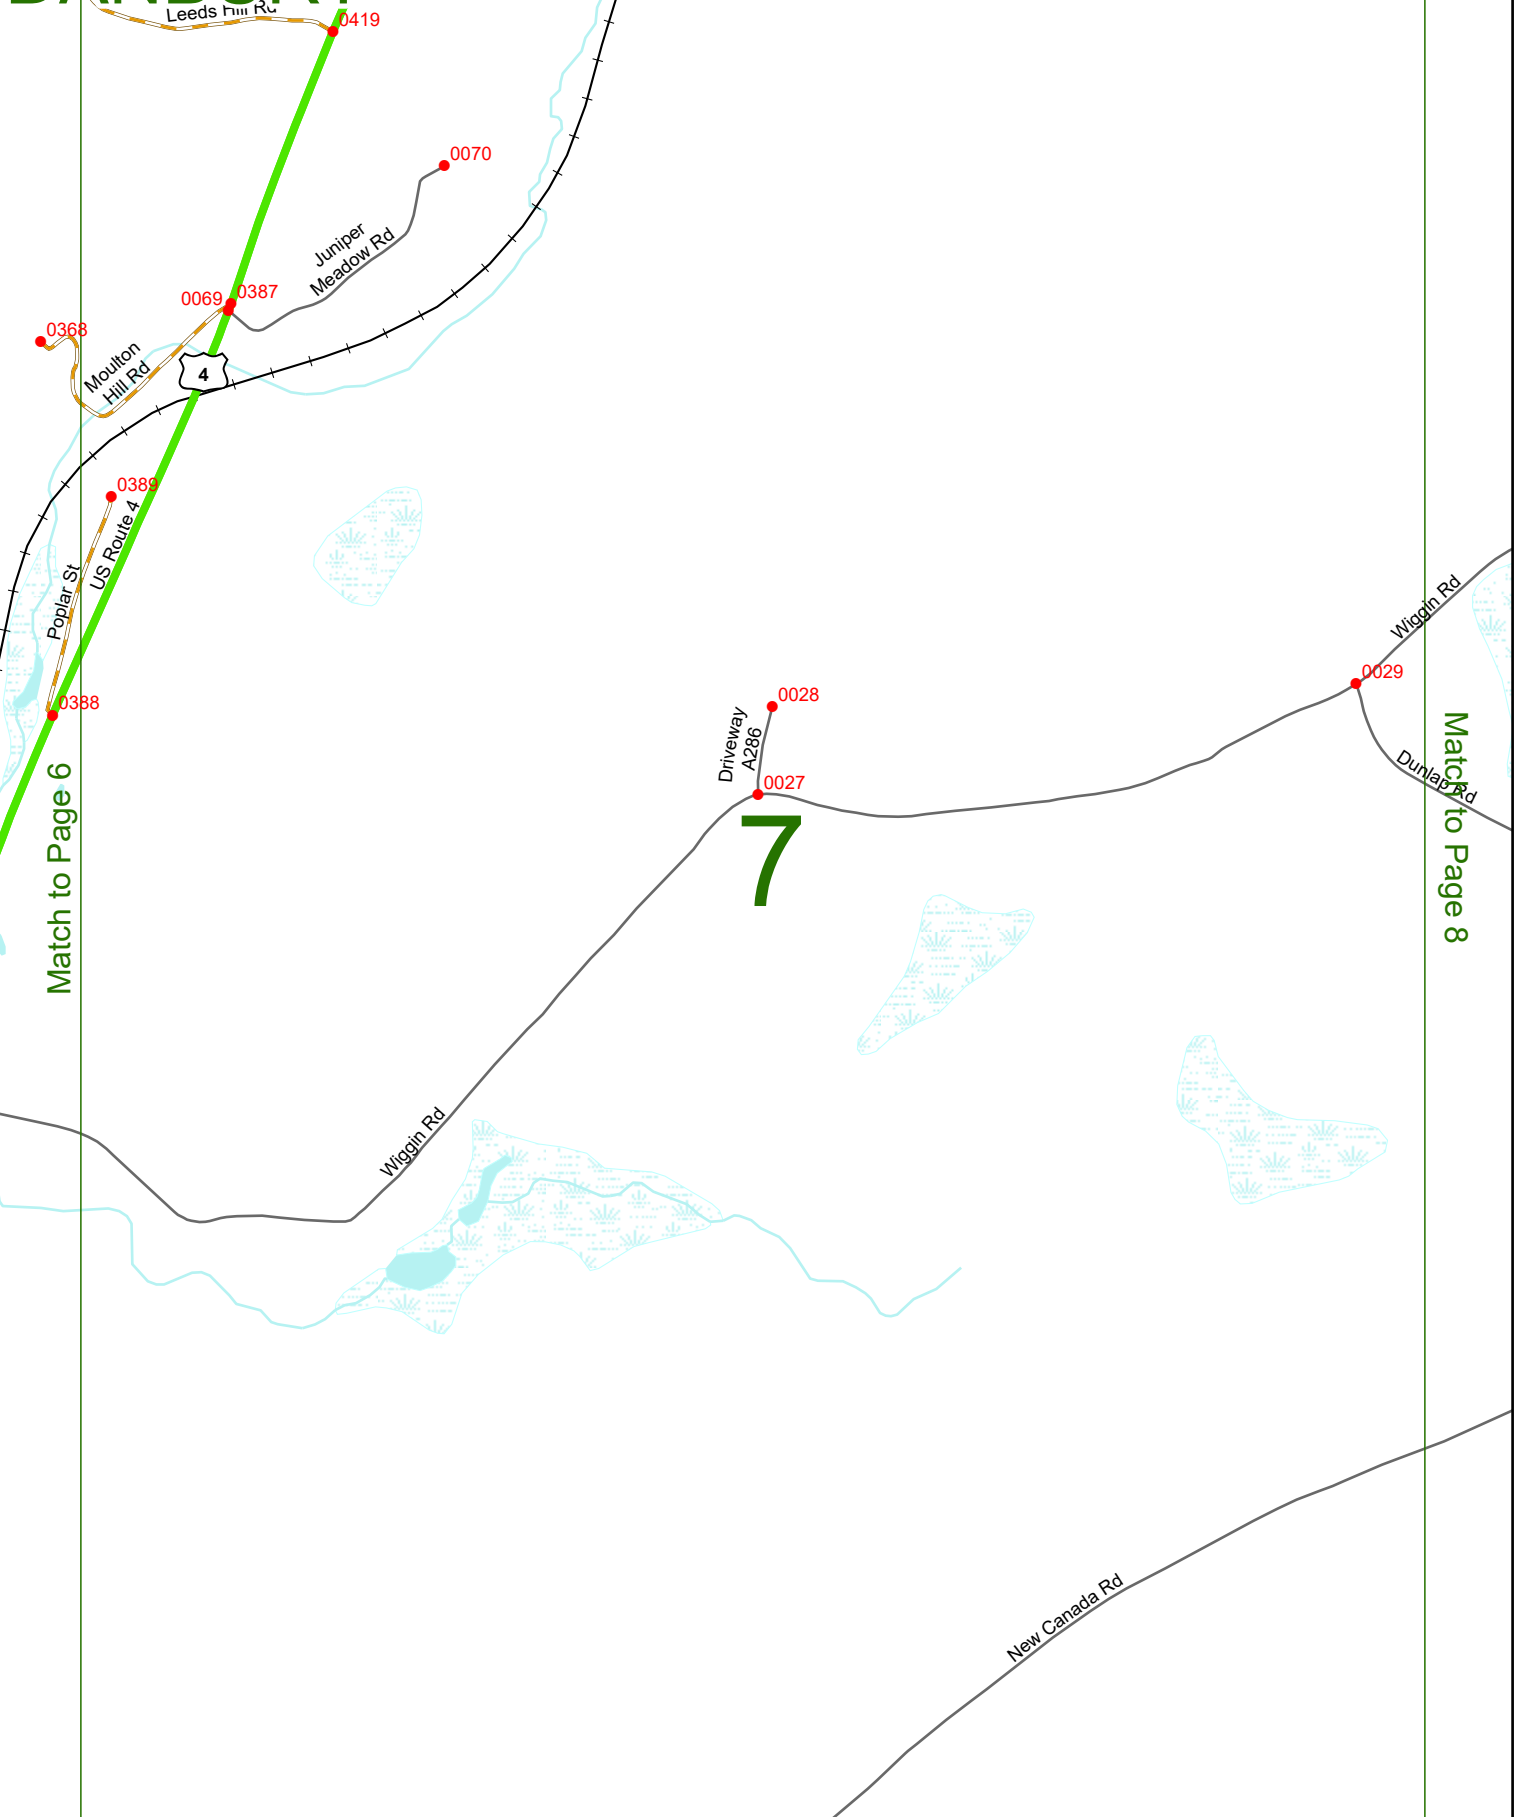 DANBURY
Leeds Hill Rd
0419
0070
Juniper
Meadow Rd
0069
0387
0368
Moulton
Hill Rd
4
0389
US Route 4
Poplar St
0388
Match to Page 6
Driveway
A286
0028
0027
7
Wiggin Rd
0029
Dunlap Rd
Match to Page 8
Wiggin Rd
New Canada Rd